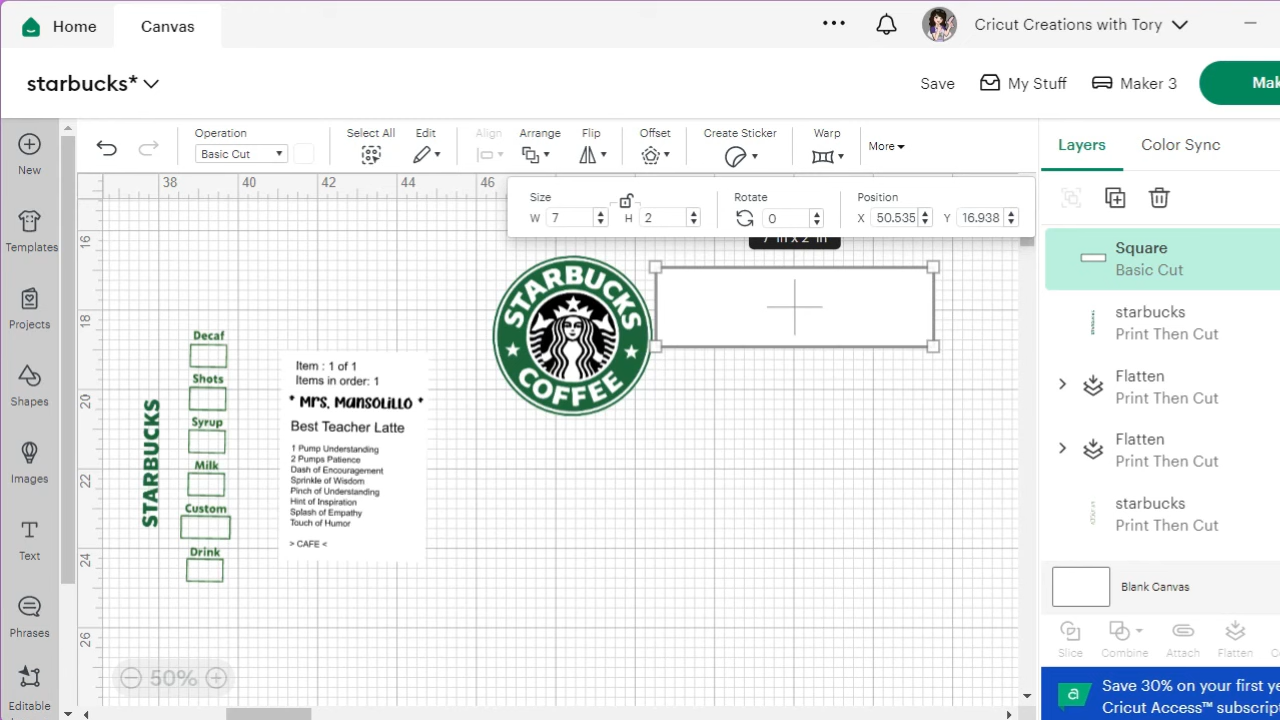 Home
Canvas
Cricut Creations with Tory
starbucks*
Save
My Stuff
Maker 3
Mak
New
Templates
Projects
Shapes
Images
Text
Phrases
Editable
Operation
Basic Cut
Select All
Edit
Align
Arrange
Flip
Offset
Create Sticker
Warp
More
38 40 42 44 46
Size
W 7 H 2
Rotate
0
Position
X 50.535 Y 16.938
7 in x 2 in
16
18
20
22
24
26
STARBUCKS
Decaf
Shots
Syrup
Milk
Custom
Drink
Item : 1 of 1
Items in order: 1
* Mrs. Mansolillo *
Best Teacher Latte
1 Pump Understanding
2 Pumps Patience
Dash of Encouragement
Sprinkle of Wisdom
Pinch of Understanding
Hint of Inspiration
Splash of Empathy
Touch of Humor
> CAFE <
STARBUCKS
COFFEE
50%
Layers
Color Sync
Square
Basic Cut
starbucks
Print Then Cut
Flatten
Print Then Cut
Flatten
Print Then Cut
starbucks
Print Then Cut
Blank Canvas
Slice
Combine
Attach
Flatten
Co
a
Save 30% on your first ye
Cricut Access™ subscript